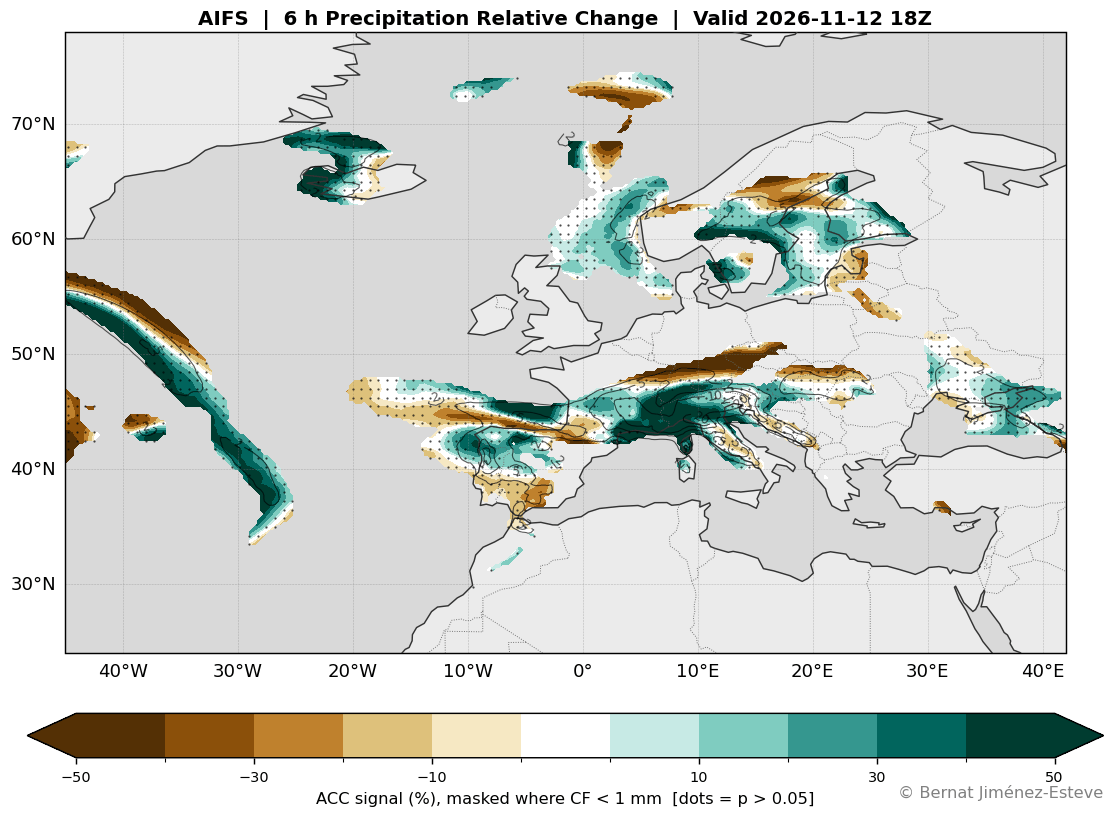 AIFS | 6 h Precipitation Relative Change | Valid 2026-11-12 18Z
70°N
60°N
50°N
40°N
30°N
40°W 30°W 20°W 10°W 0° 10°E 20°E 30°E 40°E
−50 −30 −10 10 30 50
ACC signal (%), masked where CF < 1 mm [dots = p > 0.05]
© Bernat Jiménez-Esteve